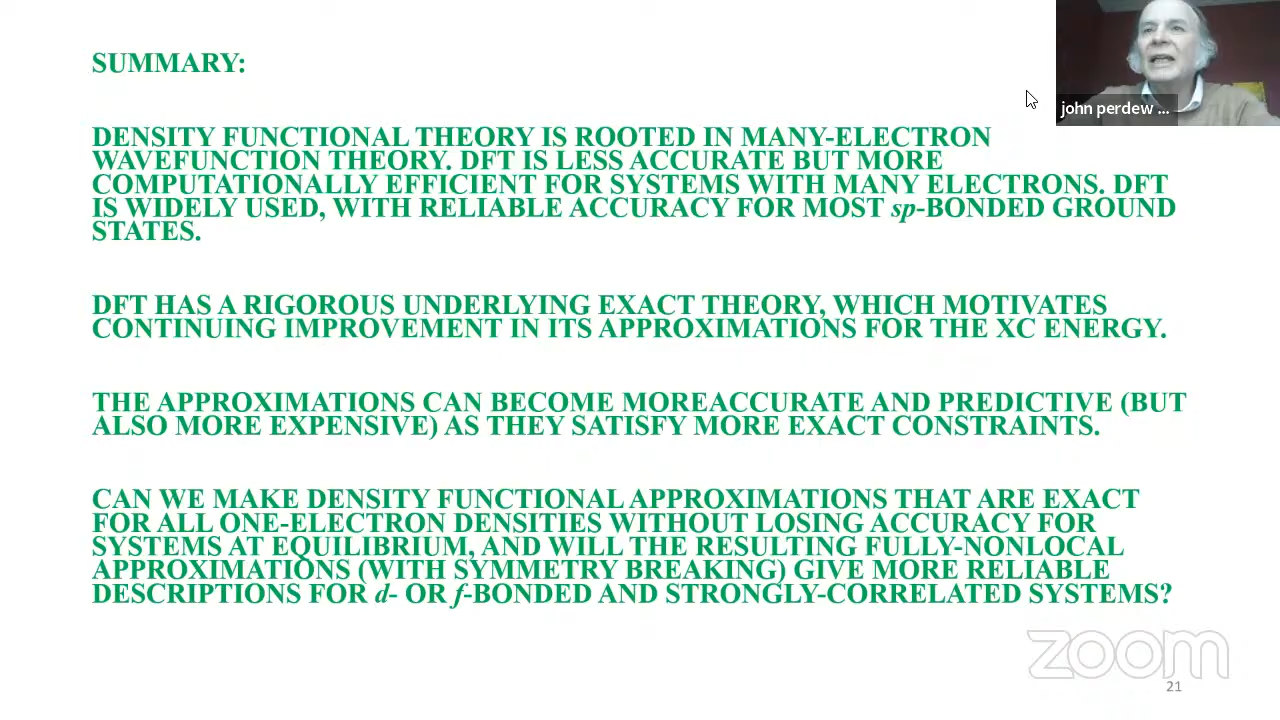 SUMMARY:
john perdew ...
DENSITY FUNCTIONAL THEORY IS ROOTED IN MANY-ELECTRON
WAVEFUNCTION THEORY. DFT IS LESS ACCURATE BUT MORE
COMPUTATIONALLY EFFICIENT FOR SYSTEMS WITH MANY ELECTRONS. DFT
IS WIDELY USED, WITH RELIABLE ACCURACY FOR MOST sp-BONDED GROUND
STATES.
DFT HAS A RIGOROUS UNDERLYING EXACT THEORY, WHICH MOTIVATES
CONTINUING IMPROVEMENT IN ITS APPROXIMATIONS FOR THE XC ENERGY.
THE APPROXIMATIONS CAN BECOME MOREACCURATE AND PREDICTIVE (BUT
ALSO MORE EXPENSIVE) AS THEY SATISFY MORE EXACT CONSTRAINTS.
CAN WE MAKE DENSITY FUNCTIONAL APPROXIMATIONS THAT ARE EXACT
FOR ALL ONE-ELECTRON DENSITIES WITHOUT LOSING ACCURACY FOR
SYSTEMS AT EQUILIBRIUM, AND WILL THE RESULTING FULLY-NONLOCAL
APPROXIMATIONS (WITH SYMMETRY BREAKING) GIVE MORE RELIABLE
DESCRIPTIONS FOR d- OR f-BONDED AND STRONGLY-CORRELATED SYSTEMS?
zoom
21